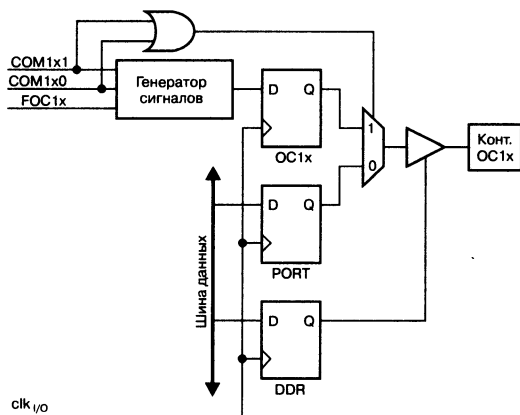 COM1x1
COM1x0
FOC1x
Генератор
сигналов
D Q
OC1x
1
0
Конт.
OC1x
D Q
PORT
Шина данных
D Q
DDR
clk I/O